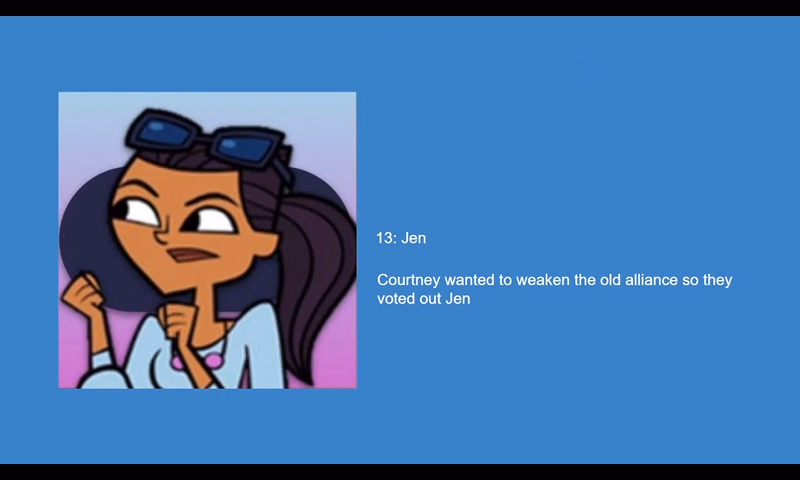 13: Jen
Courtney wanted to weaken the old alliance so they
voted out Jen